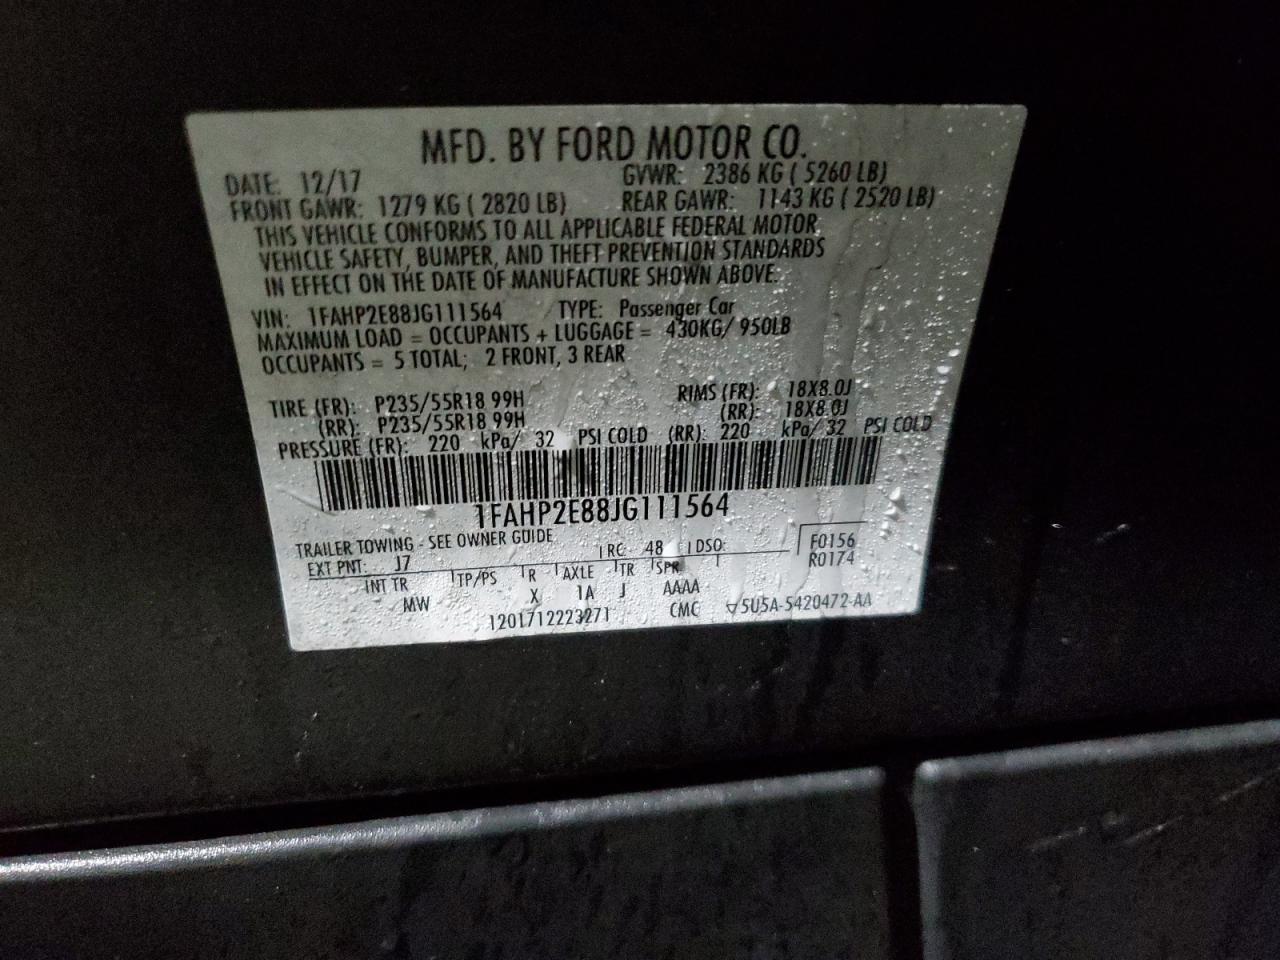 MFD. BY FORD MOTOR CO.
DATE: 12/17 GVWR: 2386 KG ( 5260 LB)
FRONT GAWR: 1279 KG ( 2820 LB) REAR GAWR: 1143 KG ( 2520 LB)
THIS VEHICLE CONFORMS TO ALL APPLICABLE FEDERAL MOTOR
VEHICLE SAFETY, BUMPER, AND THEFT PREVENTION STANDARDS
IN EFFECT ON THE DATE OF MANUFACTURE SHOWN ABOVE.
VIN: 1FAHP2E88JG111564 TYPE: Passenger Car
MAXIMUM LOAD = OCCUPANTS + LUGGAGE = 430KG/ 950LB
OCCUPANTS = 5 TOTAL; 2 FRONT, 3 REAR
TIRE (FR): P235/55R18 99H RIMS (FR): 18X8.0J
(RR): P235/55R18 99H (RR): 18X8.0J
PRESSURE (FR): 220 kPa/ 32 PSI COLD (RR): 220 kPa/ 32 PSI COLD
1FAHP2E88JG111564
TRAILER TOWING - SEE OWNER GUIDE F0156
EXT PNT: J7 RC: 48 DSO: R0174
INT TR TP/PS R AXLE TR SPR
MW X 1A J AAAA
1201712223271 CMC 5U5A-5420472-AA